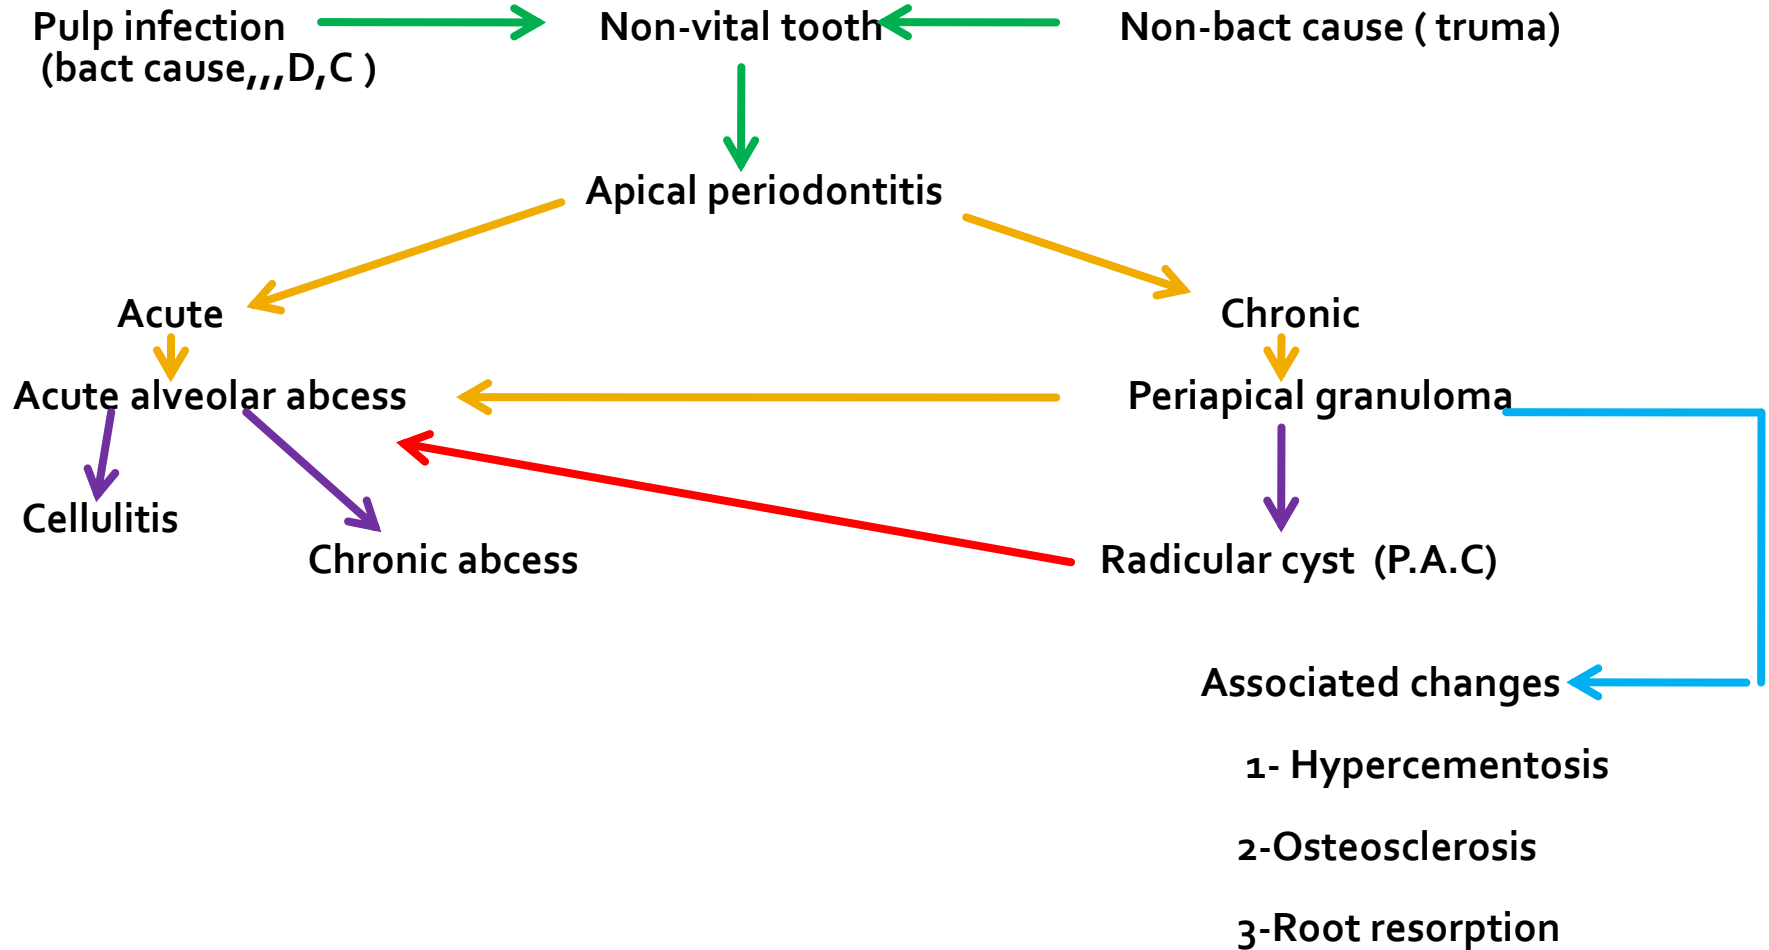 Pulp infection
(bact cause,,,D,C )
Non-vital tooth
Non-bact cause ( truma)
Apical periodontitis
Acute
Chronic
Acute alveolar abcess
Periapical granuloma
Cellulitis
Chronic abcess
Radicular cyst (P.A.C)
Associated changes
1- Hypercementosis
2-Osteosclerosis
3-Root resorption